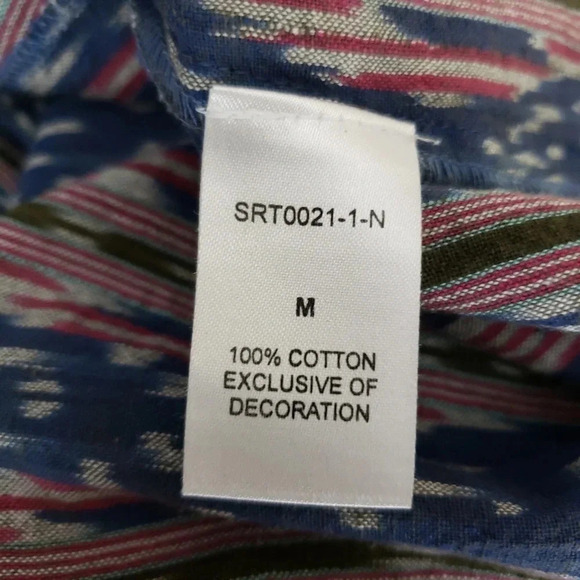 SRT0021-1-N
M
100% COTTON
EXCLUSIVE OF
DECORATION